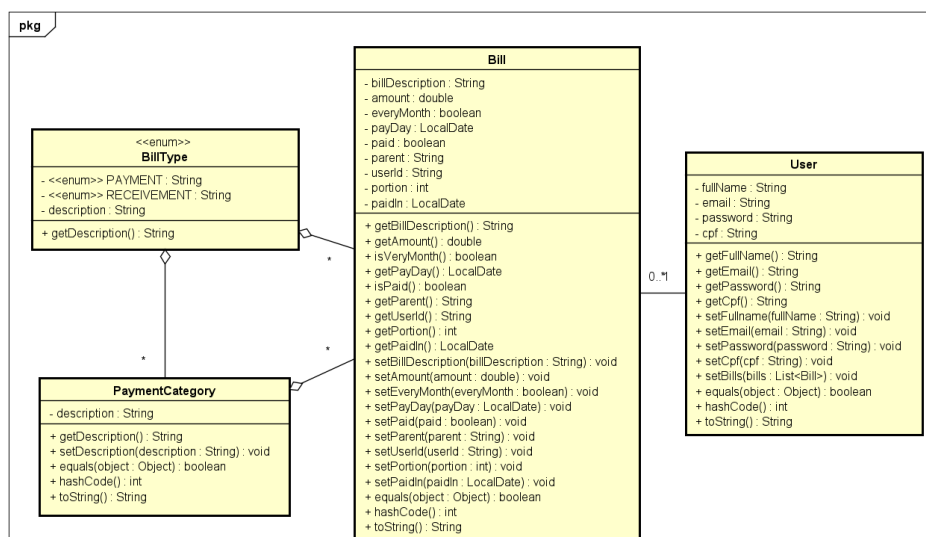 pkg
<<enum>>
BillType
- <<enum>> PAYMENT : String
- <<enum>> RECEIVEMENT : String
- description : String
+ getDescription() : String
*
*
*
PaymentCategory
- description : String
+ getDescription() : String
+ setDescription(description : String) : void
+ equals(object : Object) : boolean
+ hashCode() : int
+ toString() : String
Bill
- billDescription : String
- amount : double
- everyMonth : boolean
- payDay : LocalDate
- paid : boolean
- parent : String
- userId : String
- portion : int
- paidIn : LocalDate
+ getBillDescription() : String
+ getAmount() : double
+ isVeryMonth() : boolean
+ getPayDay() : LocalDate
+ isPaid() : boolean
+ getParent() : String
+ getUserId() : String
+ getPortion() : int
+ getPaidIn() : LocalDate
+ setBillDescription(billDescription : String) : void
+ setAmount(amount : double) : void
+ setEveryMonth(everyMonth : boolean) : void
+ setPayDay(payDay : LocalDate) : void
+ setPaid(paid : boolean) : void
+ setParent(parent : String) : void
+ setUserId(userId : String) : void
+ setPortion(portion : int) : void
+ setPaidIn(paidIn : LocalDate) : void
+ equals(object : Object) : boolean
+ hashCode() : int
+ toString() : String
0..*1
User
- fullName : String
- email : String
- password : String
- cpf : String
+ getFullName() : String
+ getEmail() : String
+ getPassword() : String
+ getCpf() : String
+ setFullname(fullName : String) : void
+ setEmail(email : String) : void
+ setPassword(password : String) : void
+ setCpf(cpf : String) : void
+ setBills(bills : List<Bill>) : void
+ equals(object : Object) : boolean
+ hashCode() : int
+ toString() : String